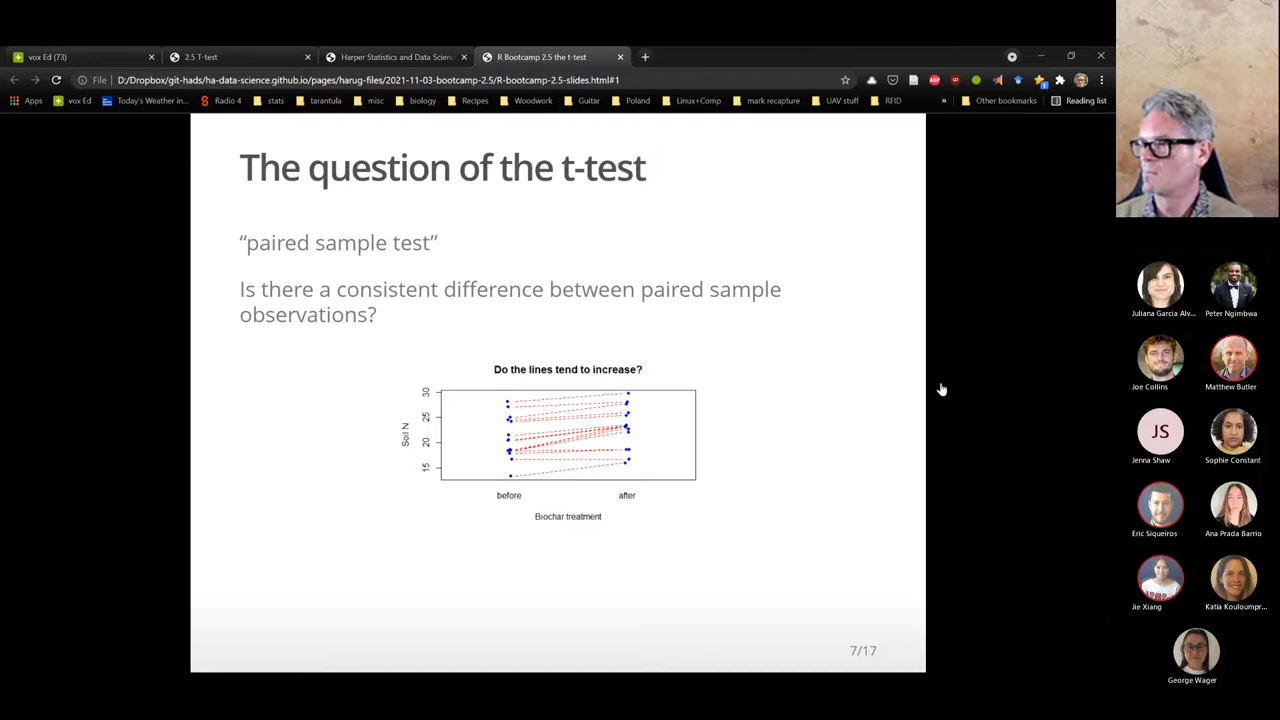 vox Ed (73)
2.5 T-test
Harper Statistics and Data Scienc
R Bootcamp 2.5 the t-test
File
D:/Dropbox/git-hads/ha-data-science.github.io/pages/harug-files/2021-11-03-bootcamp-2.5/R-bootcamp-2.5-slides.html#1
Apps
vox Ed
Today's Weather in...
Radio 4
stats
tarantula
misc
biology
Recipes
Woodwork
Guitar
Poland
Linux+Comp
mark recapture
UAV stuff
RFID
»
Other bookmarks
Reading list
The question of the t-test
“paired sample test”
Is there a consistent difference between paired sample
observations?
Do the lines tend to increase?
30
25
20
15
Soil N
before
after
Biochar treatment
7/17
Juliana Garcia Alv...
Peter Ngimbwa
Joe Collins
Matthew Butler
JS
Jenna Shaw
Sophie Constant
Eric Siqueiros
Ana Prada Barrio
Jie Xiang
Katia Kouloumpr...
George Wager